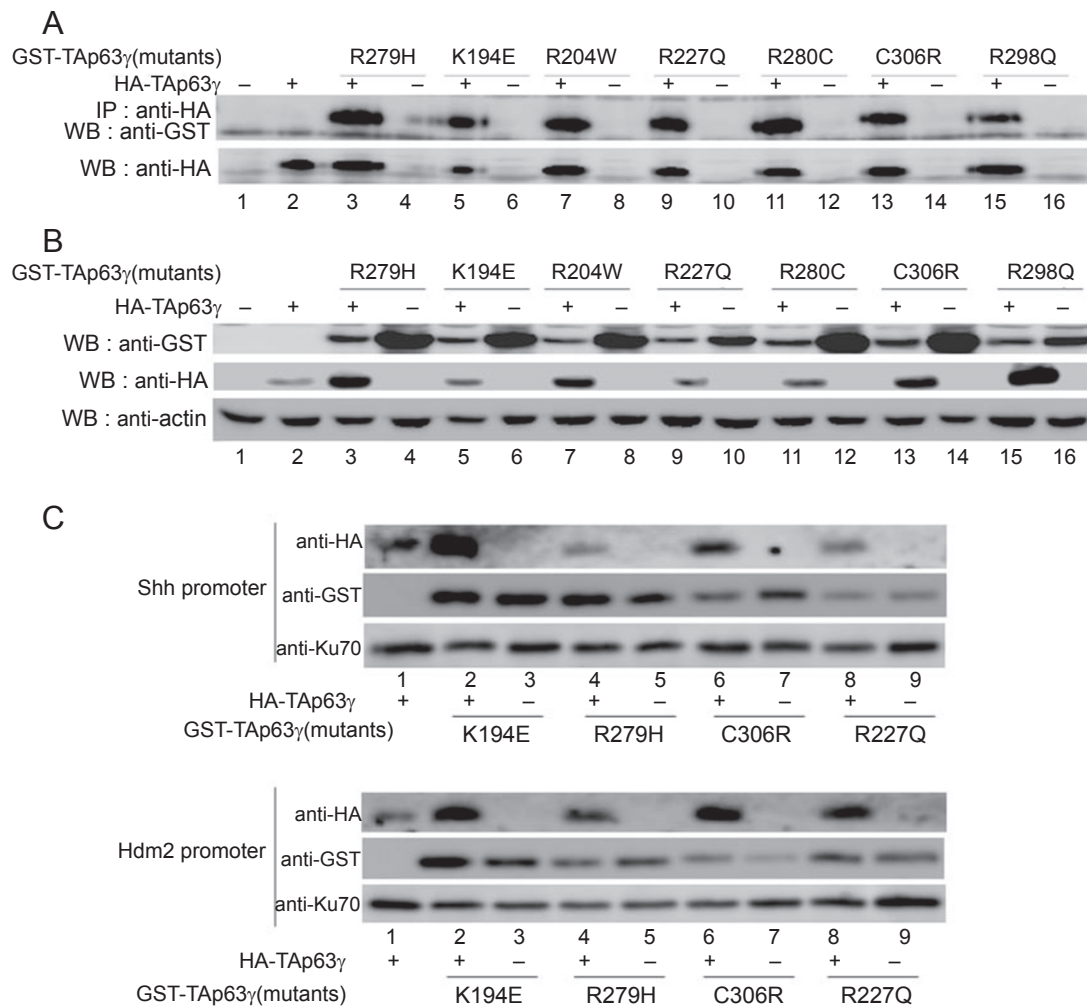 A
GST-TAp63γ(mutants) R279H K194E R204W R227Q R280C C306R R298Q
HA-TAp63γ – + + – + – + – + – + – + – + –
IP : anti-HA
WB : anti-GST
WB : anti-HA
1 2 3 4 5 6 7 8 9 10 11 12 13 14 15 16
B
GST-TAp63γ(mutants) R279H K194E R204W R227Q R280C C306R R298Q
HA-TAp63γ – + + – + – + – + – + – + – + –
WB : anti-GST
WB : anti-HA
WB : anti-actin
1 2 3 4 5 6 7 8 9 10 11 12 13 14 15 16
C
Shh promoter
anti-HA
anti-GST
anti-Ku70
1 2 3 4 5 6 7 8 9
HA-TAp63γ + + – + – + – + –
GST-TAp63γ(mutants) K194E R279H C306R R227Q
Hdm2 promoter
anti-HA
anti-GST
anti-Ku70
1 2 3 4 5 6 7 8 9
HA-TAp63γ + + – + – + – + –
GST-TAp63γ(mutants) K194E R279H C306R R227Q